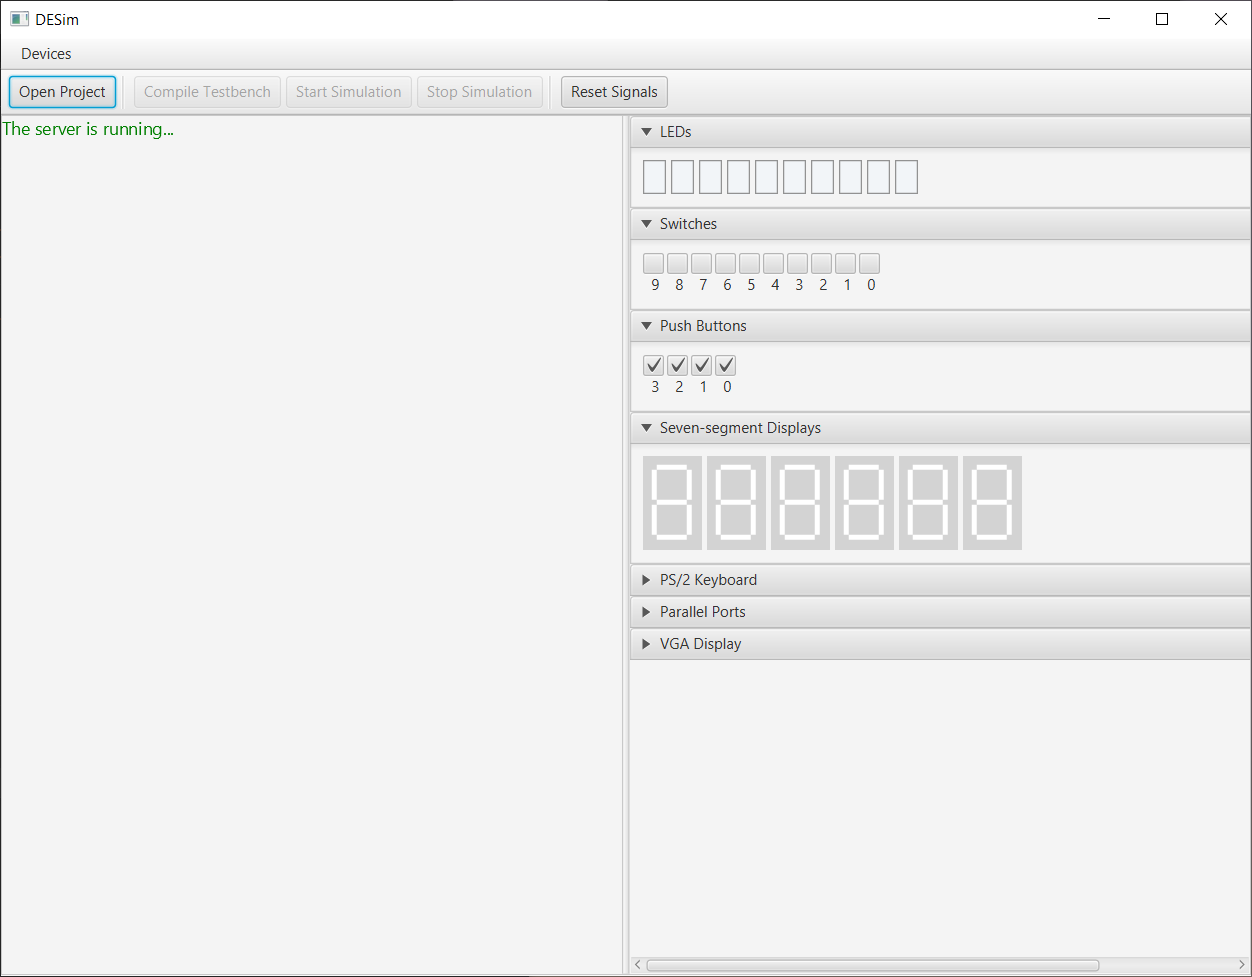 DESim
Devices
Open Project Compile Testbench Start Simulation Stop Simulation Reset Signals
The server is running...
LEDs
Switches
9 8 7 6 5 4 3 2 1 0
Push Buttons
3 2 1 0
Seven-segment Displays
PS/2 Keyboard
Parallel Ports
VGA Display